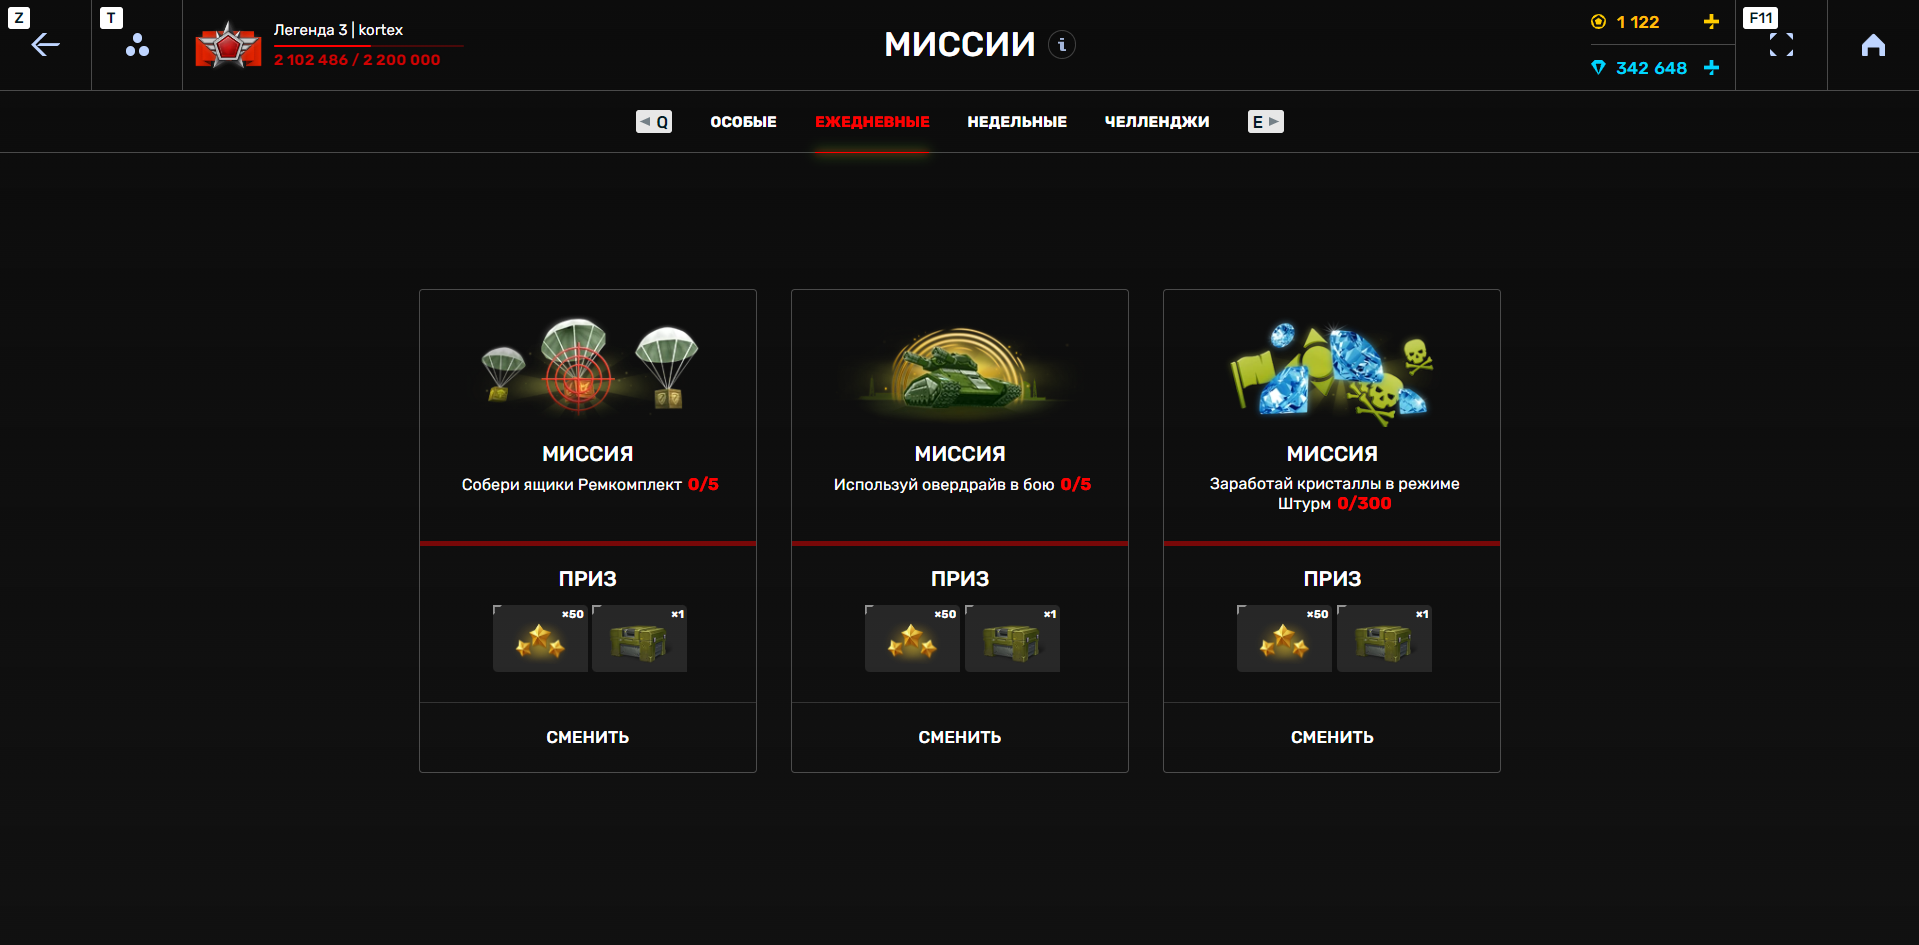 Z
T
Легенда 3 | kortex
2 102 486 / 2 200 000
МИССИИ
i
1 122
342 648
F11
Q
ОСОБЫЕ
ЕЖЕДНЕВНЫЕ
НЕДЕЛЬНЫЕ
ЧЕЛЛЕНДЖИ
E
МИССИЯ
Собери ящики Ремкомплект 0/5
ПРИЗ
×50
×1
СМЕНИТЬ
МИССИЯ
Используй овердрайв в бою 0/5
ПРИЗ
×50
×1
СМЕНИТЬ
МИССИЯ
Заработай кристаллы в режиме
Штурм 0/300
ПРИЗ
×50
×1
СМЕНИТЬ